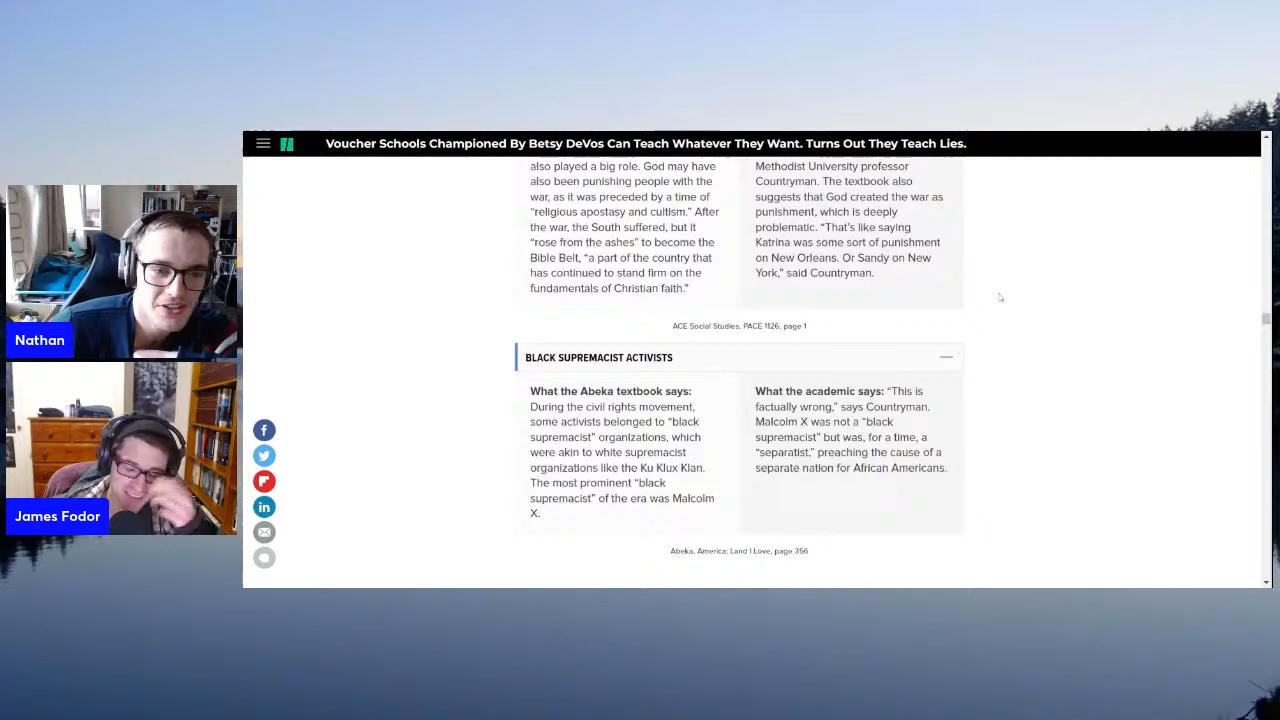 Voucher Schools Championed By Betsy DeVos Can Teach Whatever They Want. Turns Out They Teach Lies.
also played a big role. God may have
also been punishing people with the
war, as it was preceded by a time of
“religious apostasy and cultism.” After
the war, the South suffered, but it
“rose from the ashes” to become the
Bible Belt, “a part of the country that
has continued to stand firm on the
fundamentals of Christian faith.”
Methodist University professor
Countryman. The textbook also
suggests that God created the war as
punishment, which is deeply
problematic. “That’s like saying
Katrina was some sort of punishment
on New Orleans. Or Sandy on New
York,” said Countryman.
ACE Social Studies, PACE 1126, page 1
BLACK SUPREMACIST ACTIVISTS
What the Abeka textbook says:
During the civil rights movement,
some activists belonged to “black
supremacist” organizations, which
were akin to white supremacist
organizations like the Ku Klux Klan.
The most prominent “black
supremacist” of the era was Malcolm
X.
What the academic says: “This is
factually wrong,” says Countryman.
Malcolm X was not a “black
supremacist” but was, for a time, a
“separatist,” preaching the cause of a
separate nation for African Americans.
Abeka, America: Land I Love, page 356
Nathan
James Fodor